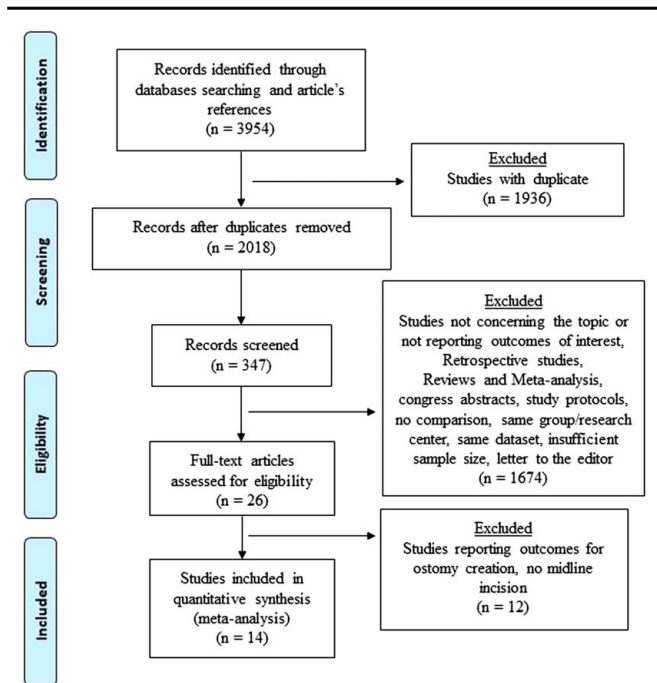 Identification
Records identified through
databases searching and article's
references
(n = 3954)
Excluded
Studies with duplicate
(n = 1936)
Screening
Records after duplicates removed
(n = 2018)
Records screened
(n = 347)
Excluded
Studies not concerning the topic or
not reporting outcomes of interest,
Retrospective studies,
Reviews and Meta-analysis,
congress abstracts, study protocols,
no comparison, same group/research
center, same dataset, insufficient
sample size, letter to the editor
(n = 1674)
Eligibility
Full-text articles
assessed for eligibility
(n = 26)
Excluded
Studies reporting outcomes for
ostomy creation, no midline
incision
(n = 12)
Included
Studies included in
quantitative synthesis
(meta-analysis)
(n = 14)